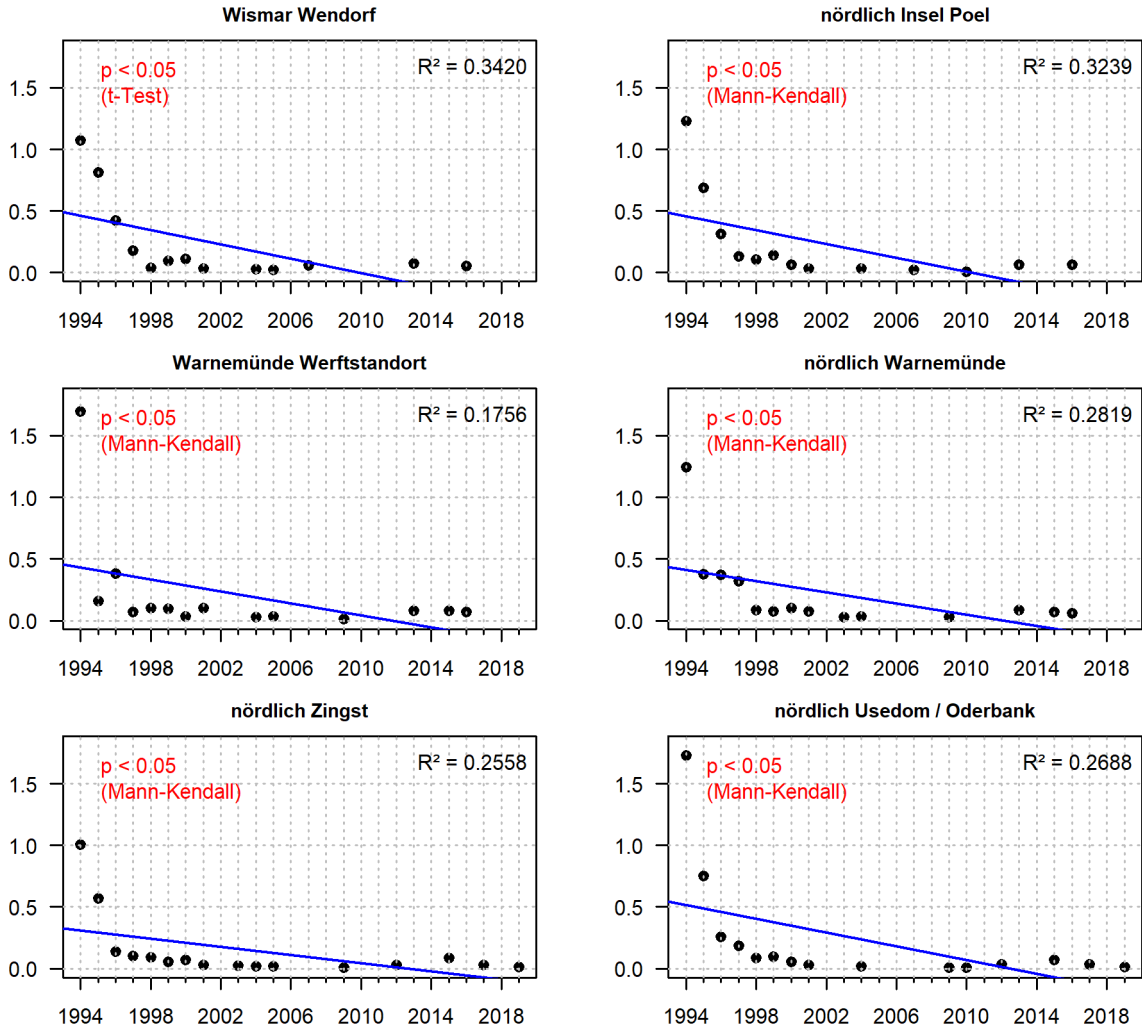 Wismar Wendorf
p < 0.05
(t-Test)
R² = 0.3420
1.5
1.0
0.5
0.0
1994 1998 2002 2006 2010 2014 2018
nördlich Insel Poel
p < 0.05
(Mann-Kendall)
R² = 0.3239
1.5
1.0
0.5
0.0
1994 1998 2002 2006 2010 2014 2018
Warnemünde Werftstandort
p < 0.05
(Mann-Kendall)
R² = 0.1756
1.5
1.0
0.5
0.0
1994 1998 2002 2006 2010 2014 2018
nördlich Warnemünde
p < 0.05
(Mann-Kendall)
R² = 0.2819
1.5
1.0
0.5
0.0
1994 1998 2002 2006 2010 2014 2018
nördlich Zingst
p < 0.05
(Mann-Kendall)
R² = 0.2558
1.5
1.0
0.5
0.0
1994 1998 2002 2006 2010 2014 2018
nördlich Usedom / Oderbank
p < 0.05
(Mann-Kendall)
R² = 0.2688
1.5
1.0
0.5
0.0
1994 1998 2002 2006 2010 2014 2018